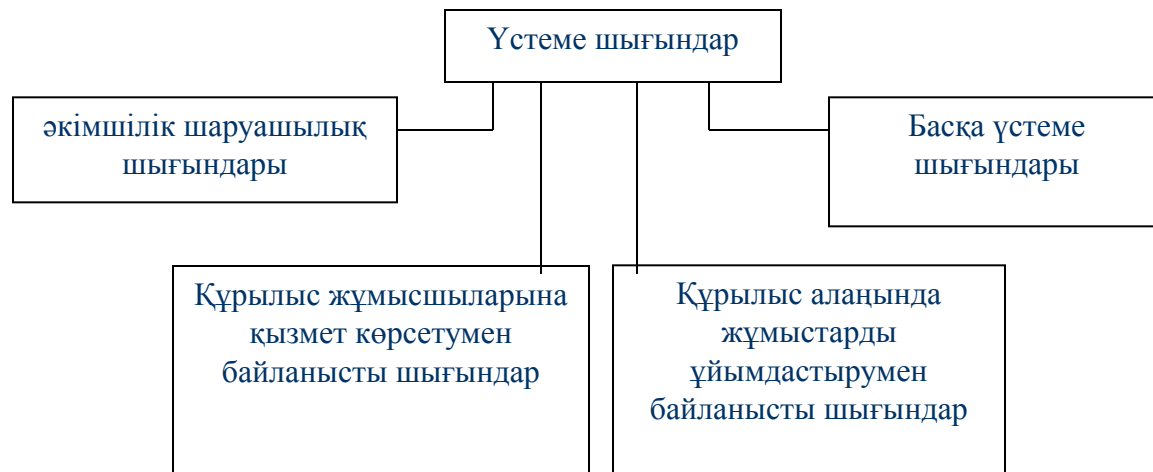 Үстеме шығындар
әкімшілік шаруашылық
шығындары
Басқа үстеме
шығындары
Құрылыс жұмысшыларына
қызмет көрсетумен
байланысты шығындар
Құрылыс алаңында
жұмыстарды
ұйымдастырумен
байланысты шығындар